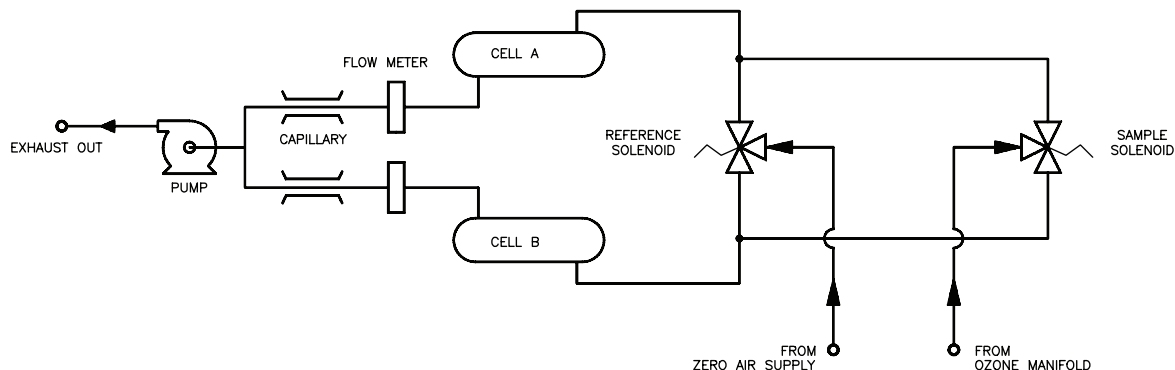 CELL A
FLOW METER
EXHAUST OUT
CAPILLARY
PUMP
REFERENCE
SOLENOID
SAMPLE
SOLENOID
CELL B
FROM
ZERO AIR SUPPLY
FROM
OZONE MANIFOLD